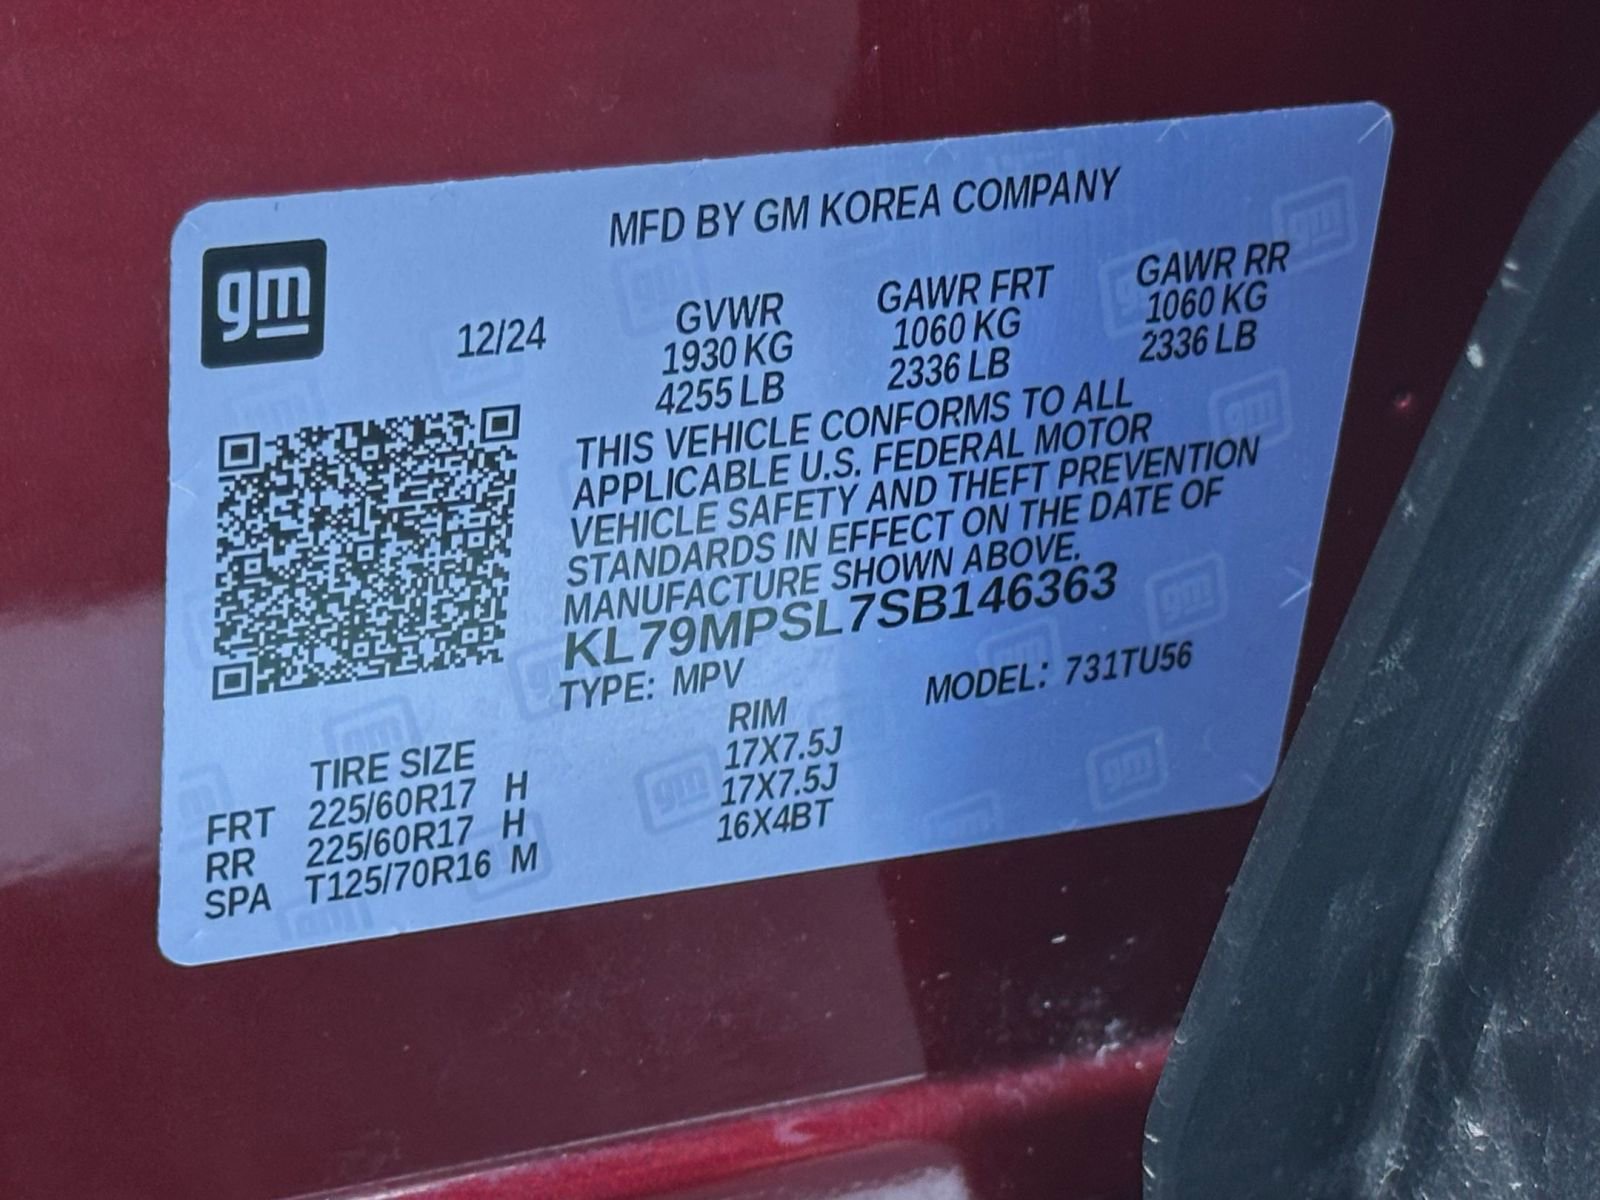 MFD BY GM KOREA COMPANY
gm
12/24
GVWR GAWR FRT GAWR RR
1930 KG 1060 KG 1060 KG
4255 LB 2336 LB 2336 LB
THIS VEHICLE CONFORMS TO ALL
APPLICABLE U.S. FEDERAL MOTOR
VEHICLE SAFETY AND THEFT PREVENTION
STANDARDS IN EFFECT ON THE DATE OF
MANUFACTURE SHOWN ABOVE.
KL79MPSL7SB146363
TYPE: MPV MODEL: 731TU56
TIRE SIZE RIM
FRT 225/60R17 H 17X7.5J
RR 225/60R17 H 17X7.5J
SPA T125/70R16 M 16X4BT